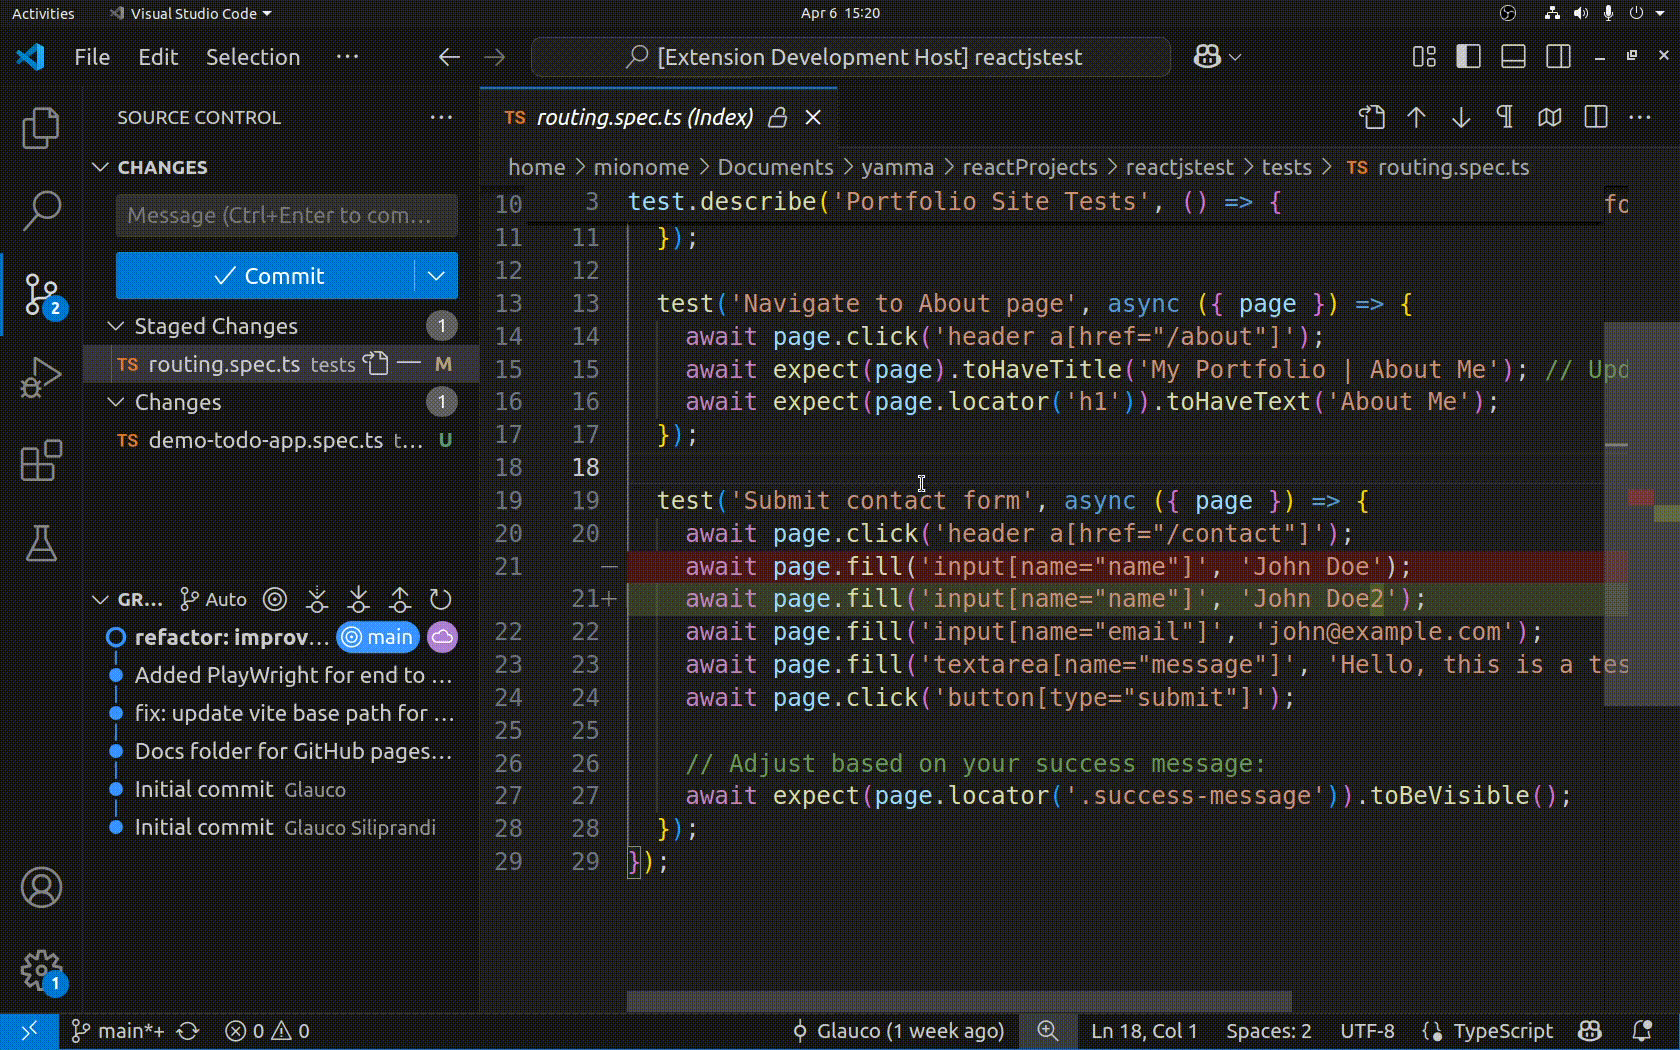 Activities Visual Studio Code Apr 6 15:20
File Edit Selection ··· [Extension Development Host] reactjstest
SOURCE CONTROL ···
CHANGES
Message (Ctrl+Enter to com...
Commit
Staged Changes 1
TS routing.spec.ts tests M
Changes 1
TS demo-todo-app.spec.ts t... U
GR... Auto
refactor: improv... main
Added PlayWright for end to ...
fix: update vite base path for ...
Docs folder for GitHub pages...
Initial commit Glauco
Initial commit Glauco Siliprandi
2
1
TS routing.spec.ts (Index)
home > mionome > Documents > yamma > reactProjects > reactjstest > tests > TS routing.spec.ts
10 3 test.describe('Portfolio Site Tests', () => { fo
11 11 });
12 12
13 13 test('Navigate to About page', async ({ page }) => {
14 14 await page.click('header a[href="/about"]');
15 15 await expect(page).toHaveTitle('My Portfolio | About Me'); // Upd
16 16 await expect(page.locator('h1')).toHaveText('About Me');
17 17 });
18 18
19 19 test('Submit contact form', async ({ page }) => {
20 20 await page.click('header a[href="/contact"]');
21 — await page.fill('input[name="name"]', 'John Doe');
21+ await page.fill('input[name="name"]', 'John Doe2');
22 22 await page.fill('input[name="email"]', 'john@example.com');
23 23 await page.fill('textarea[name="message"]', 'Hello, this is a tes
24 24 await page.click('button[type="submit"]');
25 25
26 26 // Adjust based on your success message:
27 27 await expect(page.locator('.success-message')).toBeVisible();
28 28 });
29 29 });
main*+ 0 0 Glauco (1 week ago) Ln 18, Col 1 Spaces: 2 UTF-8 TypeScript